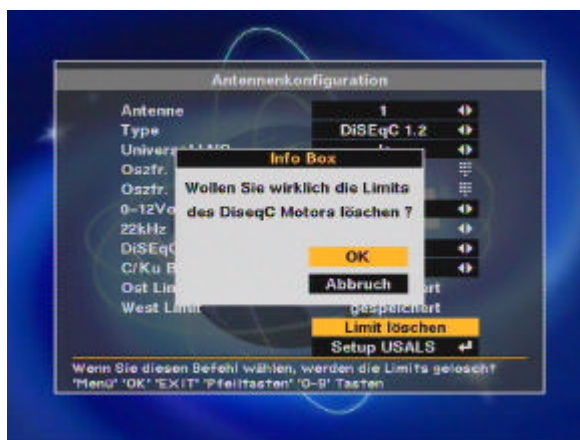 Antennenkonfiguration
Antenne 1
Type DiSEqC 1.2
Info Box
Oszfr.
Oszfr.
Wollen Sie wirklich die Limits
des DiseqC Motors löschen ?
22kHz
OK
Abbruch
West Limit gespeichert
Limit löschen
Setup USALS
Wenn Sie diesen Befehl wählen, werden die Limits gelöscht
'Menü' 'OK' 'EXIT' 'Pfeiltasten' '0-9' Tasten